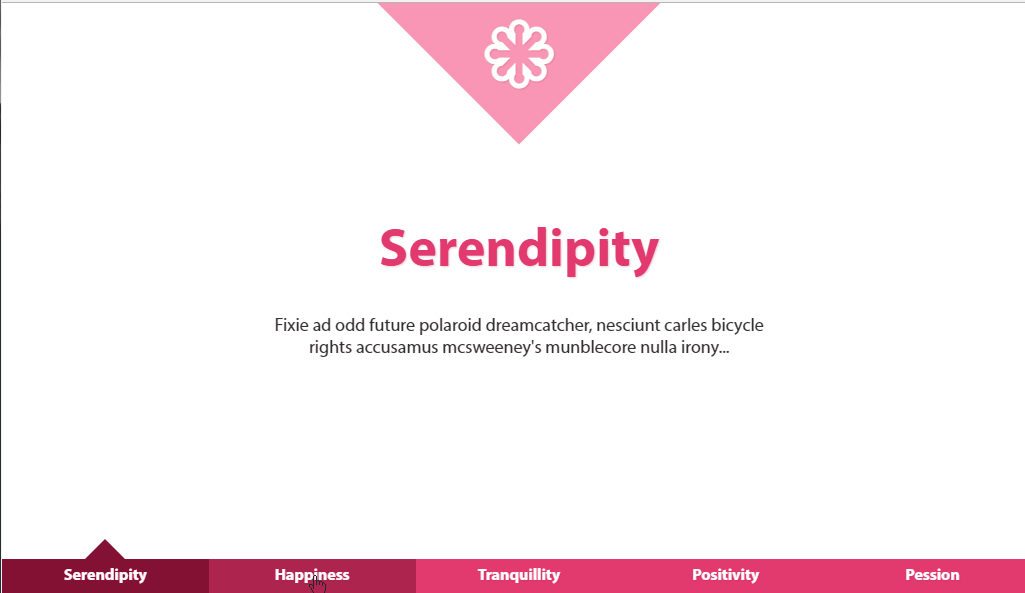 Serendipity
Fixie ad odd future polaroid dreamcatcher, nesciunt carles bicycle
rights accusamus mcsweeney's munblecore nulla irony...
Serendipity Happiness Tranquillity Positivity Pession